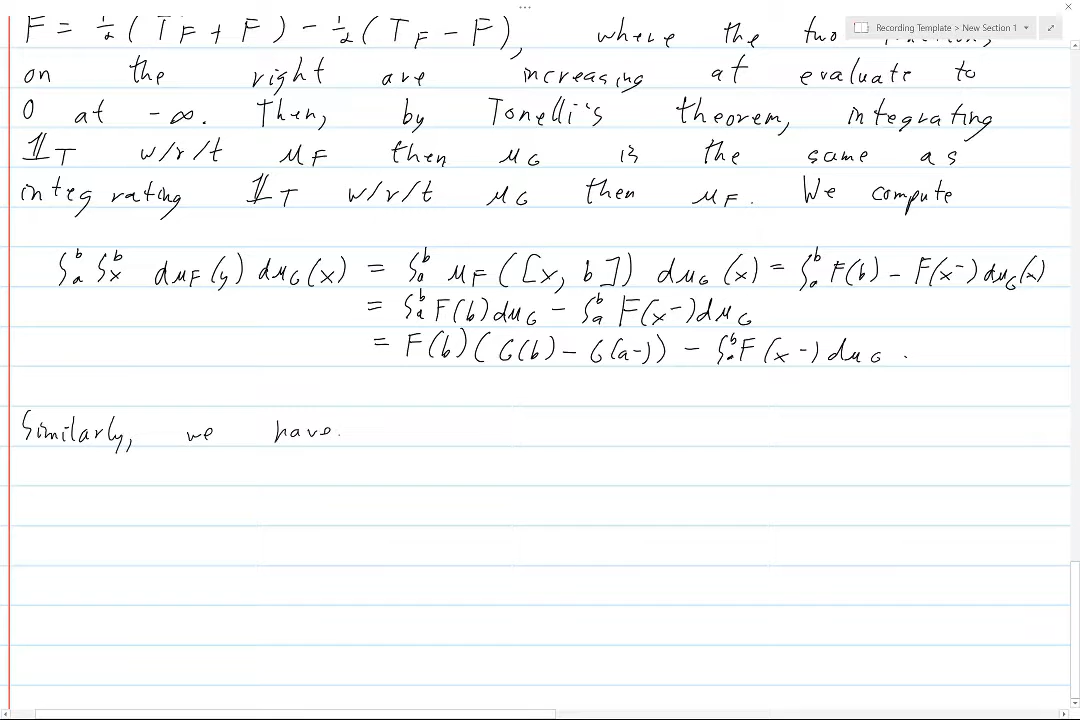 F = ½ ( T_F + F ) - ½ ( T_F - F ), where the two
Recording Template > New Section 1
on the right are increasing at evaluate to
0 at -∞. Then, by Tonelli's theorem, integrating
𝟙_T w/r/t μ_F then μ_G is the same as
integrating 𝟙_T w/r/t μ_G then μ_F. We compute
∫_a^b ∫_x^b dμ_F(y) dμ_G(x) = ∫_a^b μ_F([x, b]) dμ_G(x) = ∫_a^b F(b) - F(x-) dμ_G(x)
= ∫_a^b F(b) dμ_G - ∫_a^b F(x-) dμ_G
= F(b)(G(b) - G(a-)) - ∫_a^b F(x-) dμ_G.
Similarly, we have.